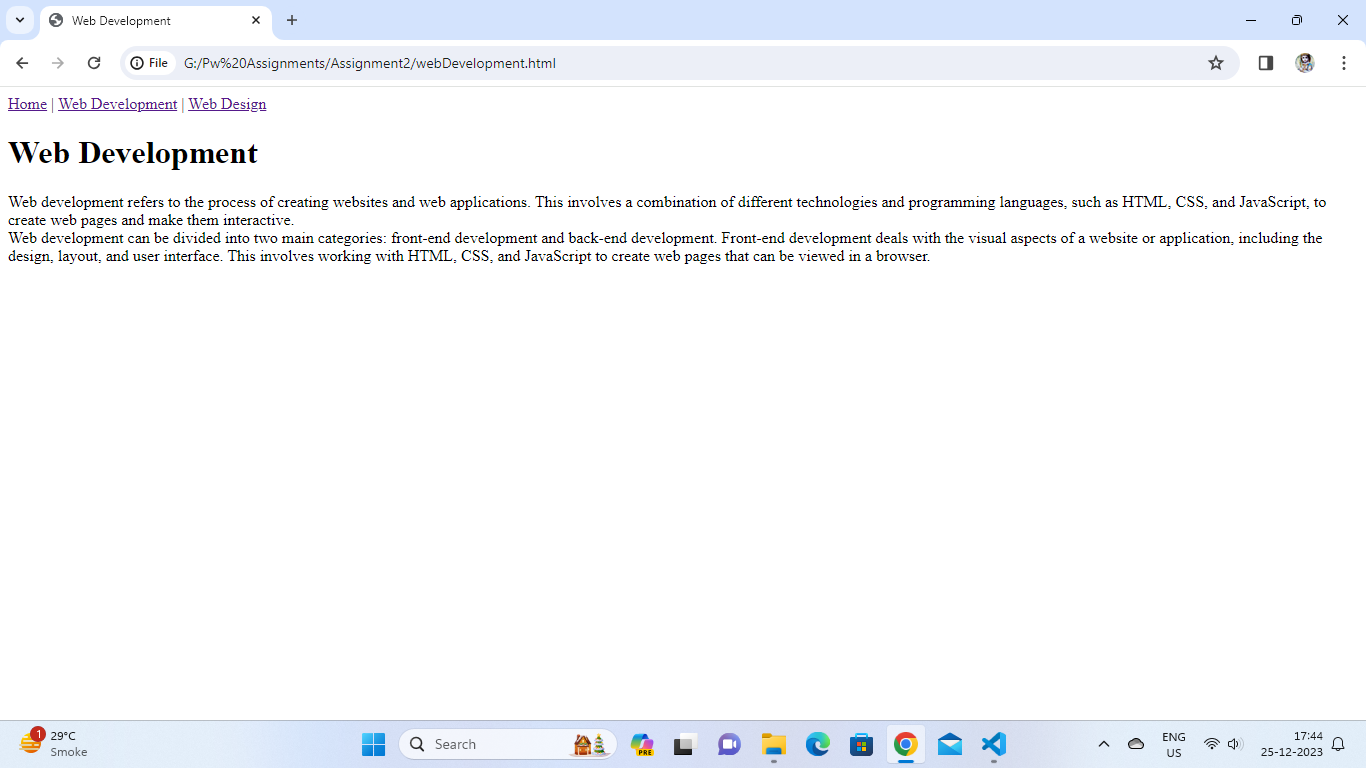 Web Development
File G:/Pw%20Assignments/Assignment2/webDevelopment.html
Home | Web Development | Web Design
Web Development
Web development refers to the process of creating websites and web applications. This involves a combination of different technologies and programming languages, such as HTML, CSS, and JavaScript, to
create web pages and make them interactive.
Web development can be divided into two main categories: front-end development and back-end development. Front-end development deals with the visual aspects of a website or application, including the
design, layout, and user interface. This involves working with HTML, CSS, and JavaScript to create web pages that can be viewed in a browser.
1
29°C
Smoke
Search
PRE
ENG
US
17:44
25-12-2023